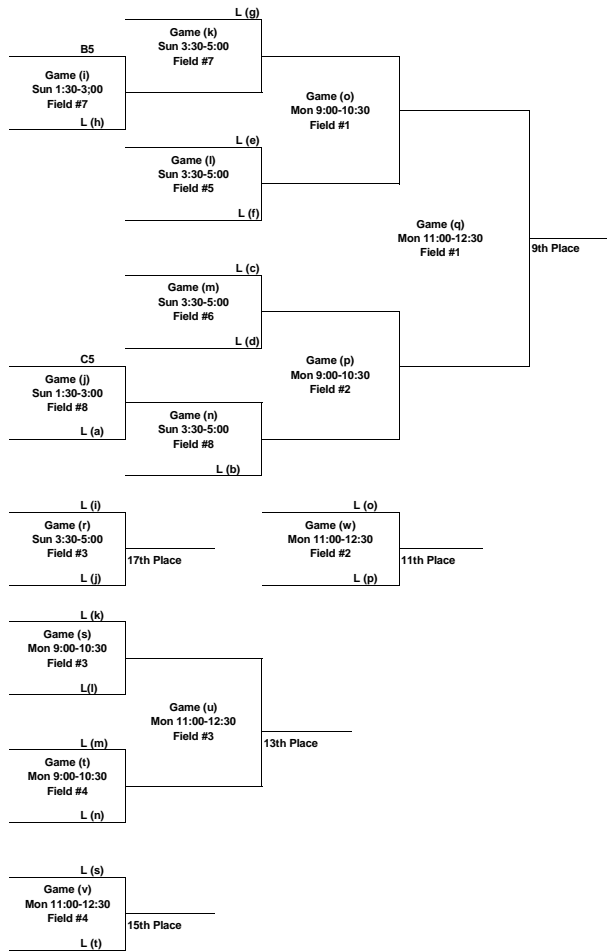 L (g)
Game (k)
Sun 3:30-5:00
Field #7
B5
Game (i)
Sun 1:30-3;00
Field #7
L (h)
Game (o)
Mon 9:00-10:30
Field #1
L (e)
Game (l)
Sun 3:30-5:00
Field #5
L (f)
Game (q)
Mon 11:00-12:30
Field #1
9th Place
L (c)
Game (m)
Sun 3:30-5:00
Field #6
L (d)
C5
Game (j)
Sun 1:30-3:00
Field #8
L (a)
Game (p)
Mon 9:00-10:30
Field #2
Game (n)
Sun 3:30-5:00
Field #8
L (b)
L (i)
Game (r)
Sun 3:30-5:00
Field #3
L (j)
17th Place
L (o)
Game (w)
Mon 11:00-12:30
Field #2
L (p)
11th Place
L (k)
Game (s)
Mon 9:00-10:30
Field #3
L(l)
Game (u)
Mon 11:00-12:30
Field #3
13th Place
L (m)
Game (t)
Mon 9:00-10:30
Field #4
L (n)
L (s)
Game (v)
Mon 11:00-12:30
Field #4
L (t)
15th Place